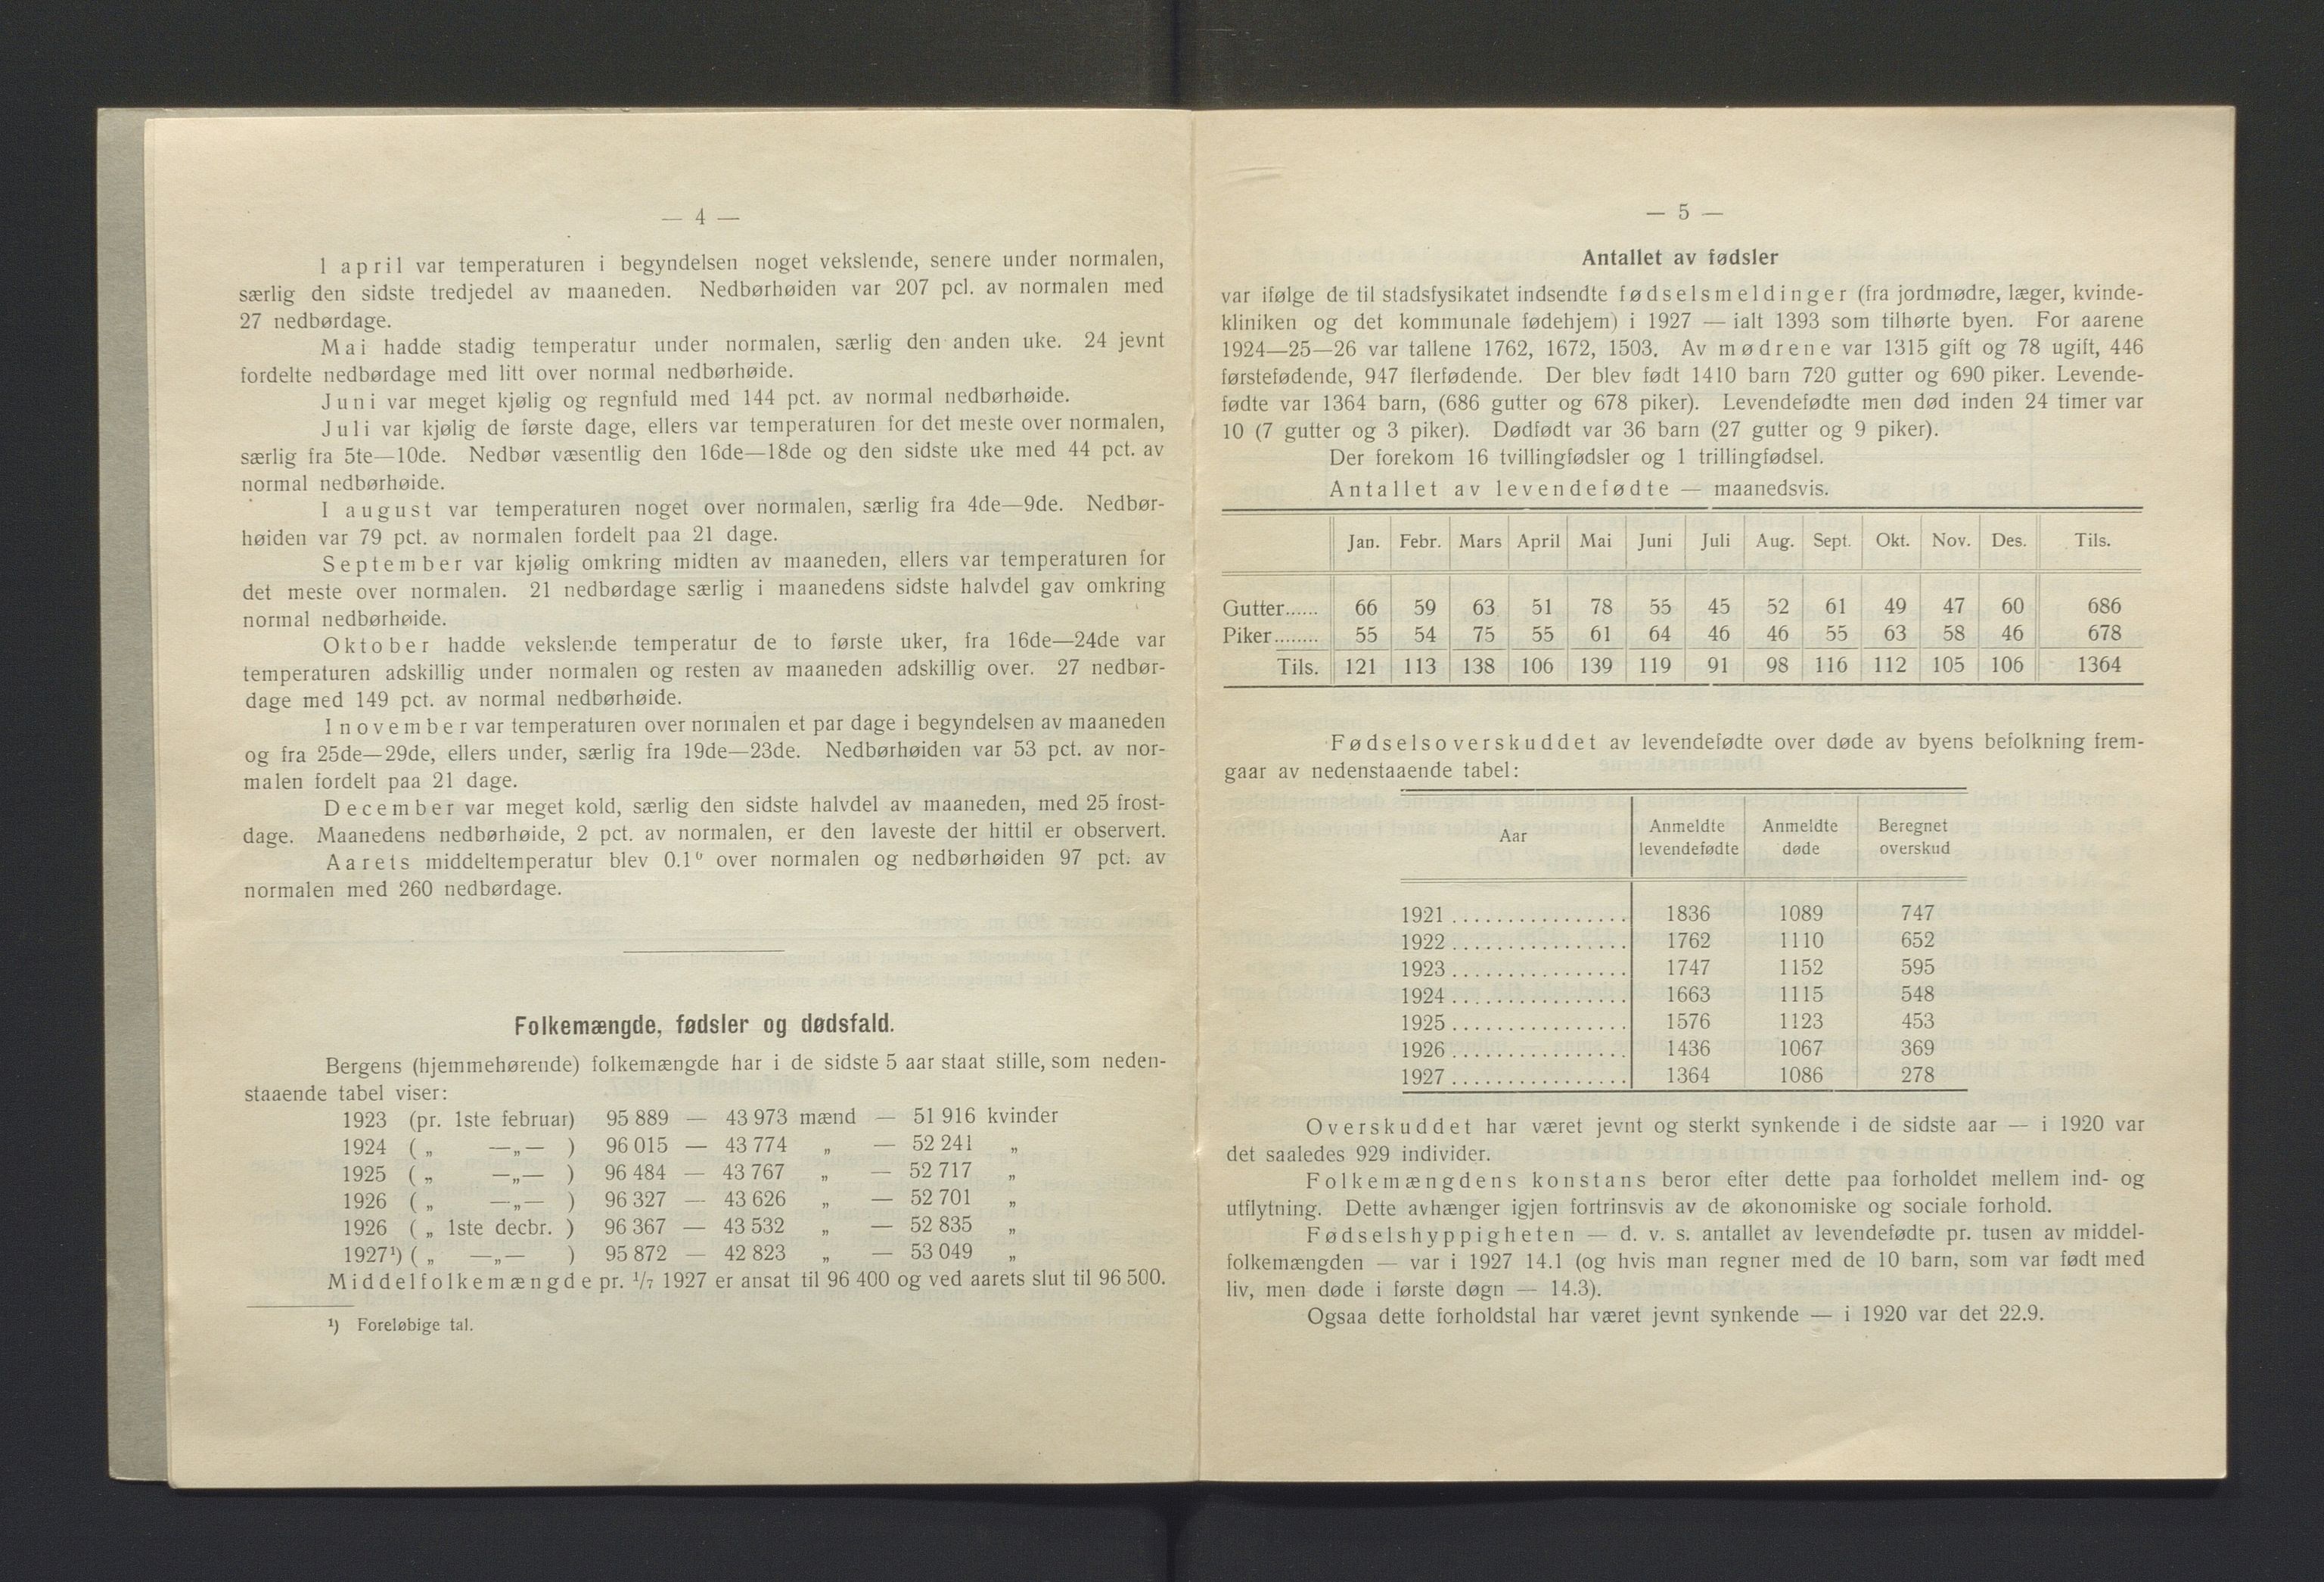 — 4 —
I april var temperaturen i begyndelsen noget vekslende, senere under normalen,
særlig den sidste tredjedel av maaneden. Nedbørhøiden var 207 pcl. av normalen med
27 nedbørdage.
Mai hadde stadig temperatur under normalen, særlig den anden uke. 24 jevnt
fordelte nedbørdage med litt over normal nedbørhøide.
Juni var meget kjølig og regnfuld med 144 pct. av normal nedbørhøide.
Juli var kjølig de første dage, ellers var temperaturen for det meste over normalen,
særlig fra 5te—10de. Nedbør væsentlig den 16de—18de og den sidste uke med 44 pct. av
normal nedbørhøide.
I august var temperaturen noget over normalen, særlig fra 4de—9de. Nedbør-
høiden var 79 pct. av normalen fordelt paa 21 dage.
September var kjølig omkring midten av maaneden, ellers var temperaturen for
det meste over normalen. 21 nedbørdage særlig i maanedens sidste halvdel gav omkring
normal nedbørhøide.
Oktober hadde vekslende temperatur de to første uker, fra 16de—24de var
temperaturen adskillig under normalen og resten av maaneden adskillig over. 27 nedbør-
dage med 149 pct. av normal nedbørhøide.
I november var temperaturen over normalen et par dage i begyndelsen av maaneden
og fra 25de—29de, ellers under, særlig fra 19de—23de. Nedbørhøiden var 53 pct. av nor-
malen fordelt paa 21 dage.
December var meget kold, særlig den sidste halvdel av maaneden, med 25 frost-
dage. Maanedens nedbørhøide, 2 pct. av normalen, er den laveste der hittil er observert.
Aarets middeltemperatur blev 0.1⁰ over normalen og nedbørhøiden 97 pct. av
normalen med 260 nedbørdage.
Folkemængde, fødsler og dødsfald.
Bergens (hjemmehørende) folkemængde har i de sidste 5 aar staat stille, som neden-
staaende tabel viser:
1923 (pr. 1ste februar) 95 889 — 43 973 mænd — 51 916 kvinder
1924 ( „ —„— ) 96 015 — 43 774 „ — 52 241 „
1925 ( „ —„— ) 96 484 — 43 767 „ — 52 717 „
1926 ( „ —„— ) 96 327 — 43 626 „ — 52 701 „
1926 ( „ 1ste decbr. ) 96 367 — 43 532 „ — 52 835 „
1927¹) ( „ —„— ) 95 872 — 42 823 „ — 53 049 „
Middelfolkemængde pr. ¹/₇ 1927 er ansat til 96 400 og ved aarets slut til 96 500.
¹) Foreløbige tal.
— 5 —
Antallet av fødsler
var ifølge de til stadsfysikatet indsendte fødselsmeldinger (fra jordmødre, læger, kvinde-
kliniken og det kommunale fødehjem) i 1927 — ialt 1393 som tilhørte byen. For aarene
1924—25—26 var tallene 1762, 1672, 1503. Av mødrene var 1315 gift og 78 ugift, 446
førstefødende, 947 flerfødende. Der blev født 1410 barn 720 gutter og 690 piker. Levende-
fødte var 1364 barn, (686 gutter og 678 piker). Levendefødte men død inden 24 timer var
10 (7 gutter og 3 piker). Dødfødt var 36 barn (27 gutter og 9 piker).
Der forekom 16 tvillingfødsler og 1 trillingfødsel.
Antallet av levendefødte — maanedsvis.
Jan. Febr. Mars April Mai Juni Juli Aug. Sept. Okt. Nov. Des. Tils.
Gutter...... 66 59 63 51 78 55 45 52 61 49 47 60 686
Piker........ 55 54 75 55 61 64 46 46 55 63 58 46 678
Tils. 121 113 138 106 139 119 91 98 116 112 105 106 1364
Fødselsoverskuddet av levendefødte over døde av byens befolkning frem-
gaar av nedenstaaende tabel:
Aar Anmeldte levendefødte Anmeldte døde Beregnet overskud
1921 ................ 1836 1089 747
1922 ................ 1762 1110 652
1923 ................ 1747 1152 595
1924 ................ 1663 1115 548
1925 ................ 1576 1123 453
1926 ................ 1436 1067 369
1927 ................ 1364 1086 278
Overskuddet har været jevnt og sterkt synkende i de sidste aar — i 1920 var
det saaledes 929 individer.
Folkemængdens konstans beror efter dette paa forholdet mellem ind- og
utflytning. Dette avhænger igjen fortrinsvis av de økonomiske og sociale forhold.
Fødselshyppigheten — d. v. s. antallet av levendefødte pr. tusen av middel-
folkemængden — var i 1927 14.1 (og hvis man regner med de 10 barn, som var født med
liv, men døde i første døgn — 14.3).
Ogsaa dette forholdstal har været jevnt synkende — i 1920 var det 22.9.